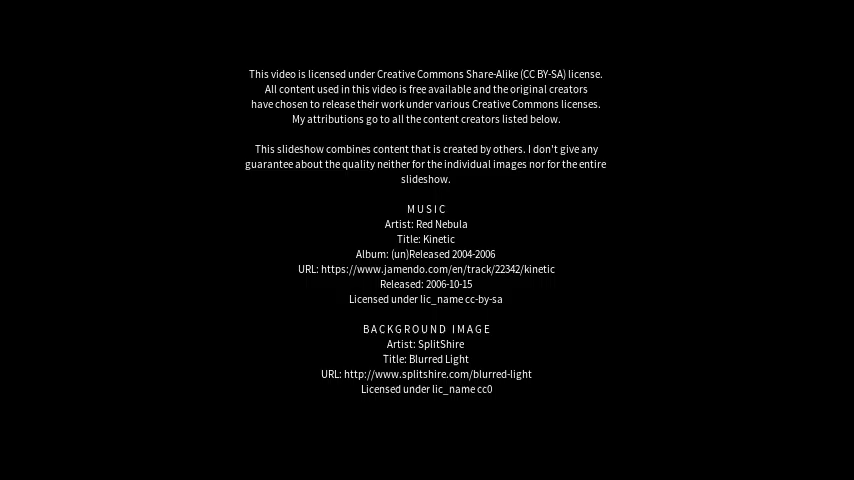 This video is licensed under Creative Commons Share-Alike (CC BY-SA) license.
All content used in this video is free available and the original creators
have chosen to release their work under various Creative Commons licenses.
My attributions go to all the content creators listed below.
This slideshow combines content that is created by others. I don't give any
guarantee about the quality neither for the individual images nor for the entire
slideshow.
MUSIC
Artist: Red Nebula
Title: Kinetic
Album: (un)Released 2004-2006
URL: https://www.jamendo.com/en/track/22342/kinetic
Released: 2006-10-15
Licensed under lic_name cc-by-sa
BACKGROUND IMAGE
Artist: SplitShire
Title: Blurred Light
URL: http://www.splitshire.com/blurred-light
Licensed under lic_name cc0